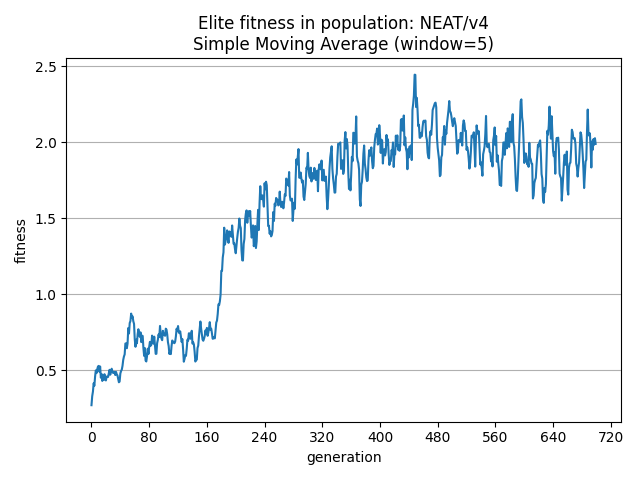 Elite fitness in population: NEAT/v4
Simple Moving Average (window=5)
2.5
2.0
1.5
1.0
0.5
fitness
0 80 160 240 320 400 480 560 640 720
generation